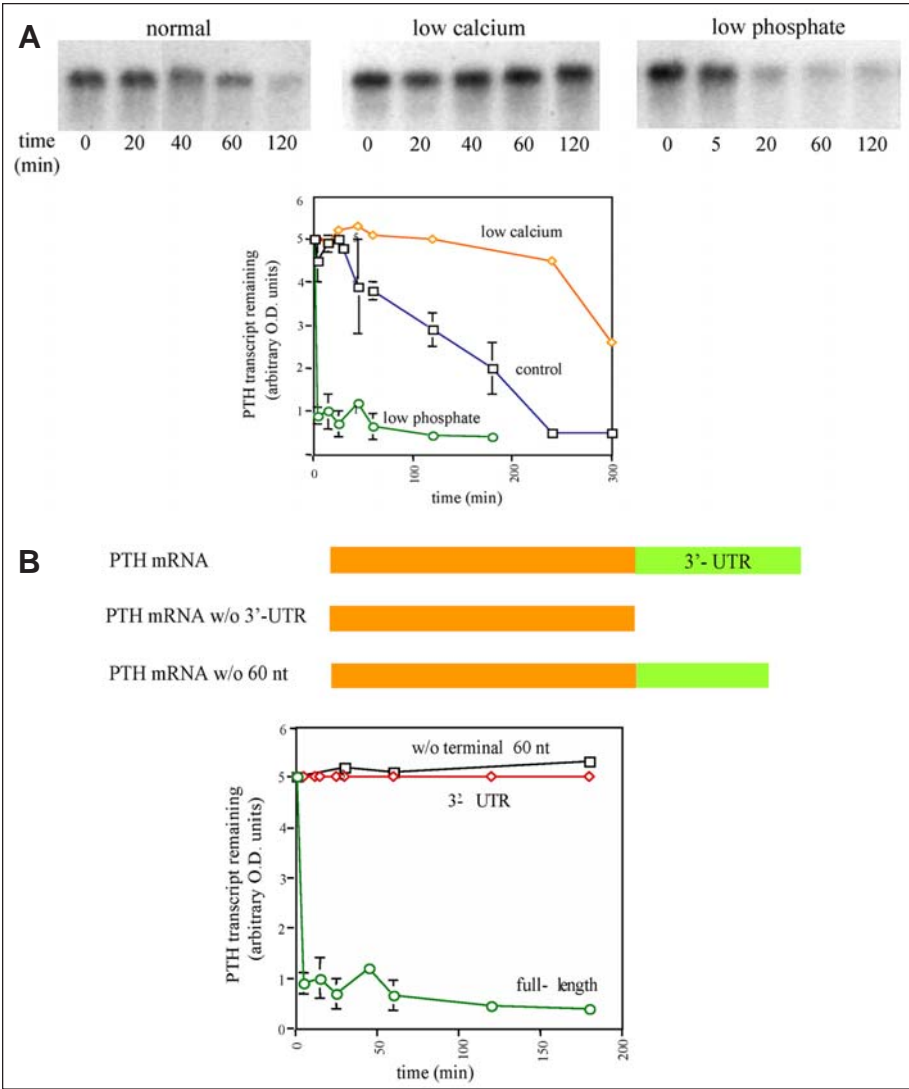 A
normal
low calcium
low phosphate
time (min)
0 20 40 60 120
0 20 40 60 120
0 5 20 60 120
PTH transcript remaining
(arbitrary O.D. units)
6
5
4
3
2
1
low calcium
control
low phosphate
0 100 200 300
time (min)
B
PTH mRNA
3'- UTR
PTH mRNA w/o 3'-UTR
PTH mRNA w/o 60 nt
PTH transcript remaining
(arbitrary O.D. units)
6
5
4
3
2
1
0
w/o terminal 60 nt
UTR
full- length
0 50 100 150 200
time (min)